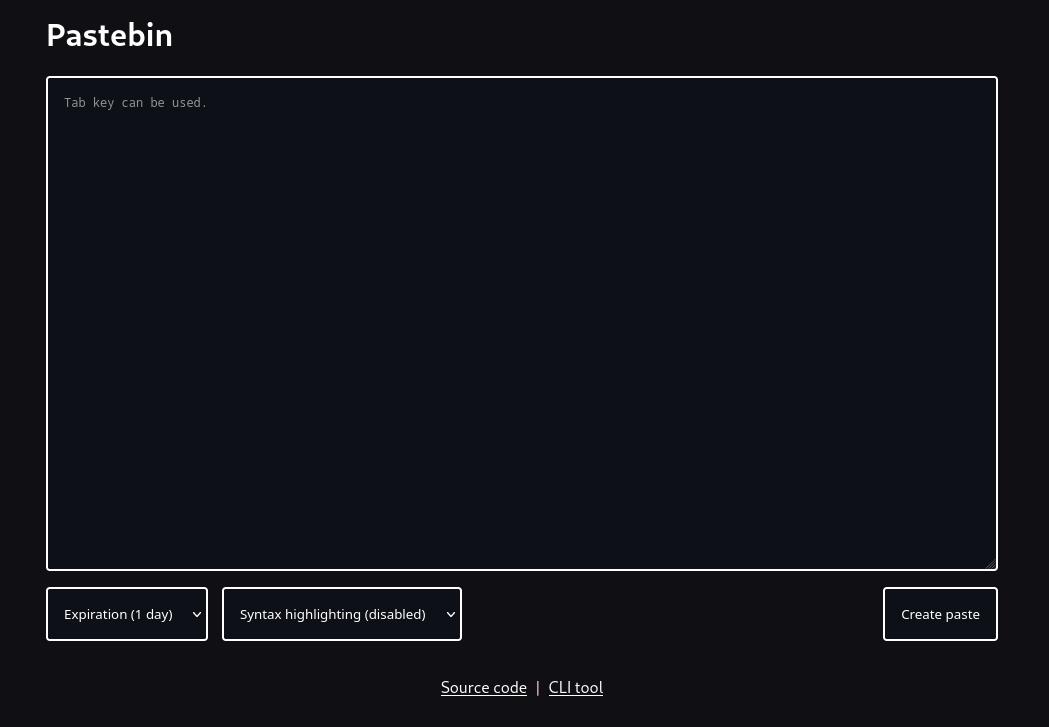 Pastebin
Tab key can be used.
Expiration (1 day)
Syntax highlighting (disabled)
Create paste
Source code | CLI tool